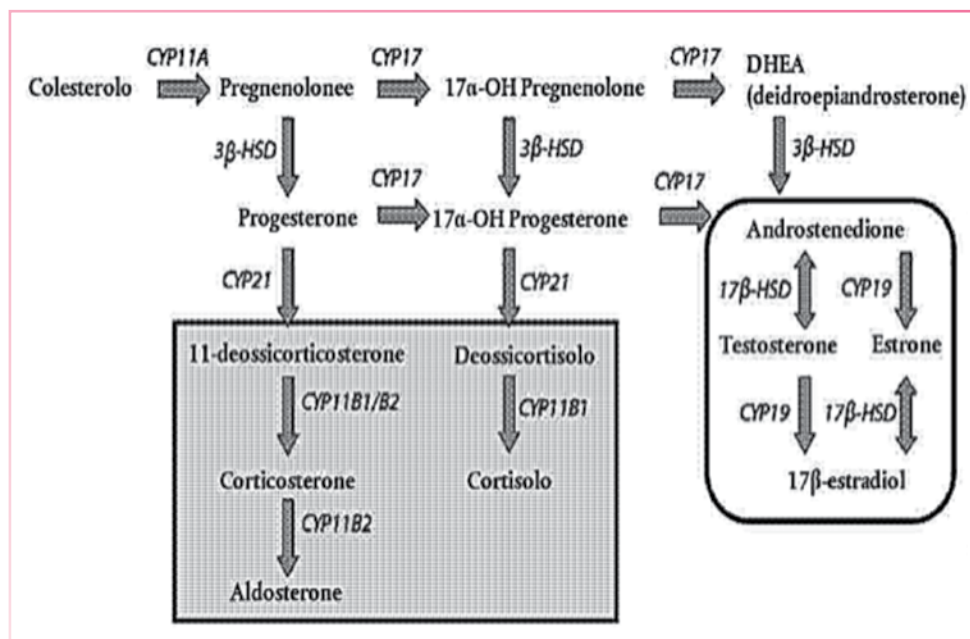 CYP11A
CYP17
CYP17
Colesterolo
Pregnenolonee
17α-OH Pregnenolone
DHEA
(deidroepiandrosterone)
3β-HSD
3β-HSD
3β-HSD
CYP17
CYP17
Progesterone
17α-OH Progesterone
Androstenedione
CYP21
CYP21
17β-HSD
CYP19
11-deossicorticosterone
Deossicortisolo
Testosterone
Estrone
CYP11B1/B2
CYP11B1
CYP19
17β-HSD
Corticosterone
Cortisolo
17β-estradiol
CYP11B2
Aldosterone